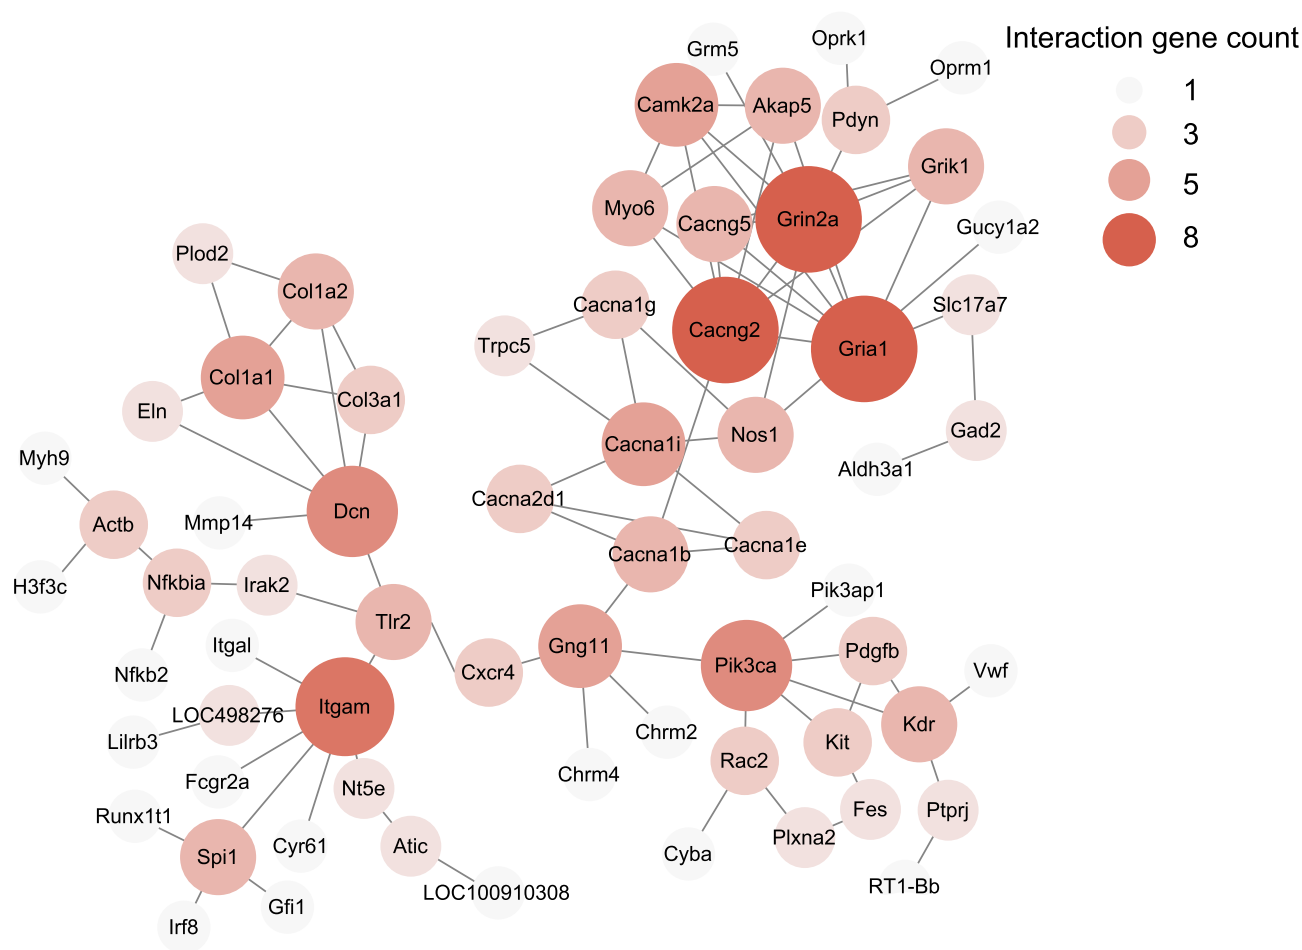 Interaction gene count
1
3
5
8
Oprk1
Grm5
Oprm1
Camk2a
Akap5
Pdyn
Grik1
Myo6
Cacng5
Grin2a
Gucy1a2
Plod2
Col1a2
Cacna1g
Slc17a7
Cacng2
Trpc5
Gria1
Col1a1
Col3a1
Eln
Nos1
Gad2
Cacna1i
Myh9
Aldh3a1
Cacna2d1
Dcn
Mmp14
Actb
Cacna1e
Cacna1b
Nfkbia
Irak2
H3f3c
Pik3ap1
Tlr2
Itgal
Gng11
Pdgfb
Pik3ca
Cxcr4
Vwf
Nfkb2
Itgam
LOC498276
Kdr
Chrm2
Lilrb3
Kit
Rac2
Chrm4
Fcgr2a
Nt5e
Fes
Ptprj
Runx1t1
Plxna2
Cyr61
Atic
Cyba
Spi1
RT1-Bb
LOC100910308
Gfi1
Irf8